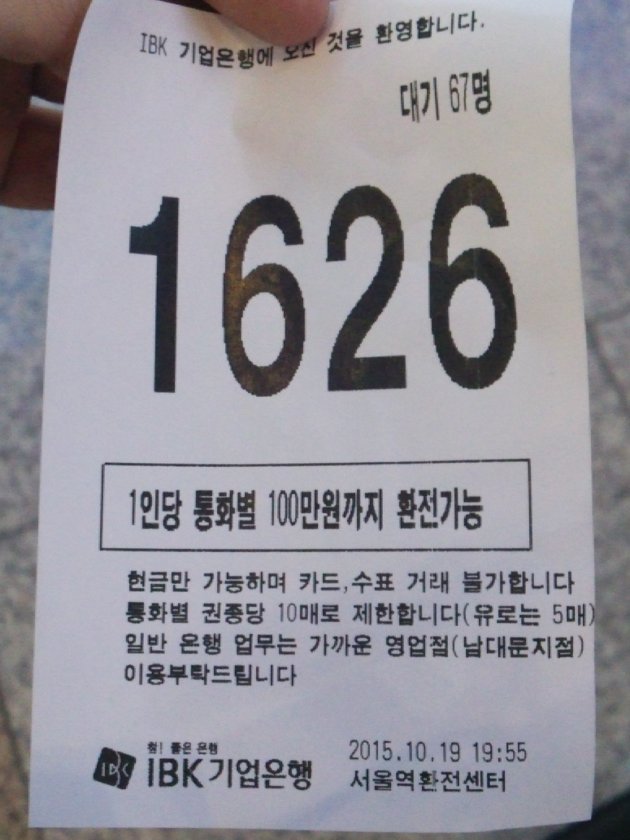 IBK 기업은행에 오신 것을 환영합니다.
대기 67명
1626
1인당 통화별 100만원까지 환전가능
현금만 가능하며 카드,수표 거래 불가합니다
통화별 권종당 10매로 제한합니다(유로는 5매)
일반 은행 업무는 가까운 영업점(남대문지점)
이용부탁드립니다
참! 좋은 은행
IBK 기업은행
2015.10.19 19:55
서울역환전센터